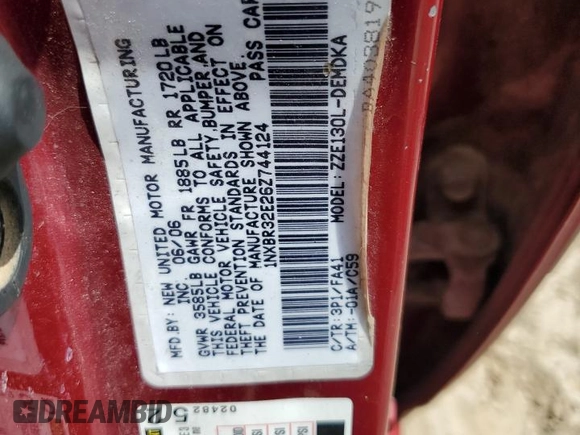 MFD.BY: NEW UNITED MOTOR MANUFACTURING
INC 06/06
GVWR 3585LB GAWR FR 1885LB RR 1720LB
THIS VEHICLE CONFORMS TO ALL APPLICABLE
FEDERAL MOTOR VEHICLE SAFETY,BUMPER,AND
THEFT PREVENTION STANDARDS IN EFFECT ON
THE DATE OF MANUFACTURE SHOWN ABOVE.
1NXBR32E26Z744124 PASS CAR
C/TR:3Q1/FA41 MODEL: ZZE130L-DEMDKA
A/TM:-01A/C59
02482
DREAMBID